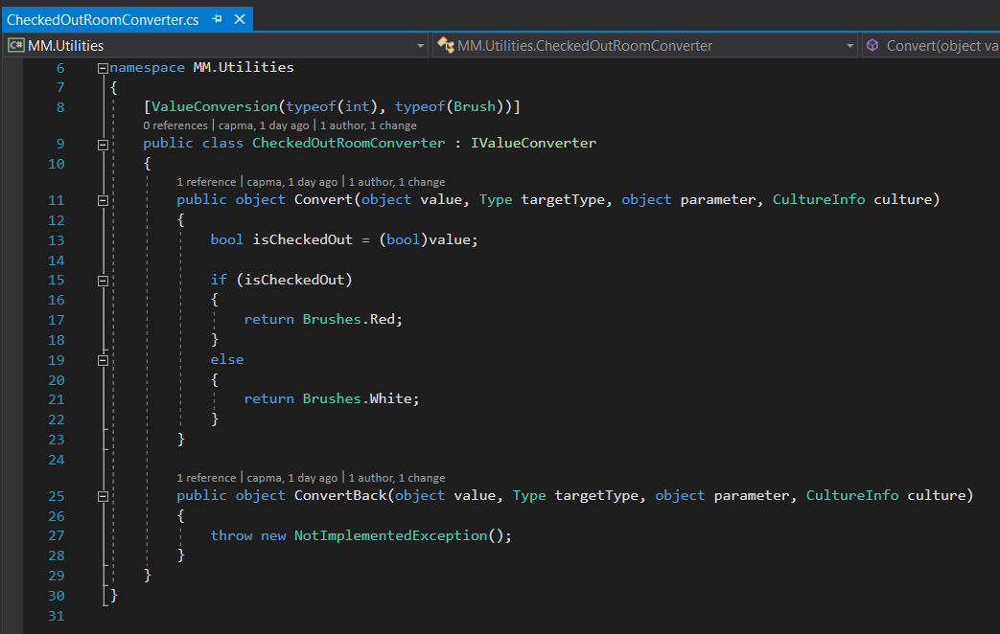 CheckedOutRoomConverter.cs
C# MM.Utilities MM.Utilities.CheckedOutRoomConverter Convert(object va
6 namespace MM.Utilities
7 {
8 [ValueConversion(typeof(int), typeof(Brush))]
0 references | capma, 1 day ago | 1 author, 1 change
9 public class CheckedOutRoomConverter : IValueConverter
10 {
1 reference | capma, 1 day ago | 1 author, 1 change
11 public object Convert(object value, Type targetType, object parameter, CultureInfo culture)
12 {
13 bool isCheckedOut = (bool)value;
14
15 if (isCheckedOut)
16 {
17 return Brushes.Red;
18 }
19 else
20 {
21 return Brushes.White;
22 }
23 }
24
1 reference | capma, 1 day ago | 1 author, 1 change
25 public object ConvertBack(object value, Type targetType, object parameter, CultureInfo culture)
26 {
27 throw new NotImplementedException();
28 }
29 }
30 }
31